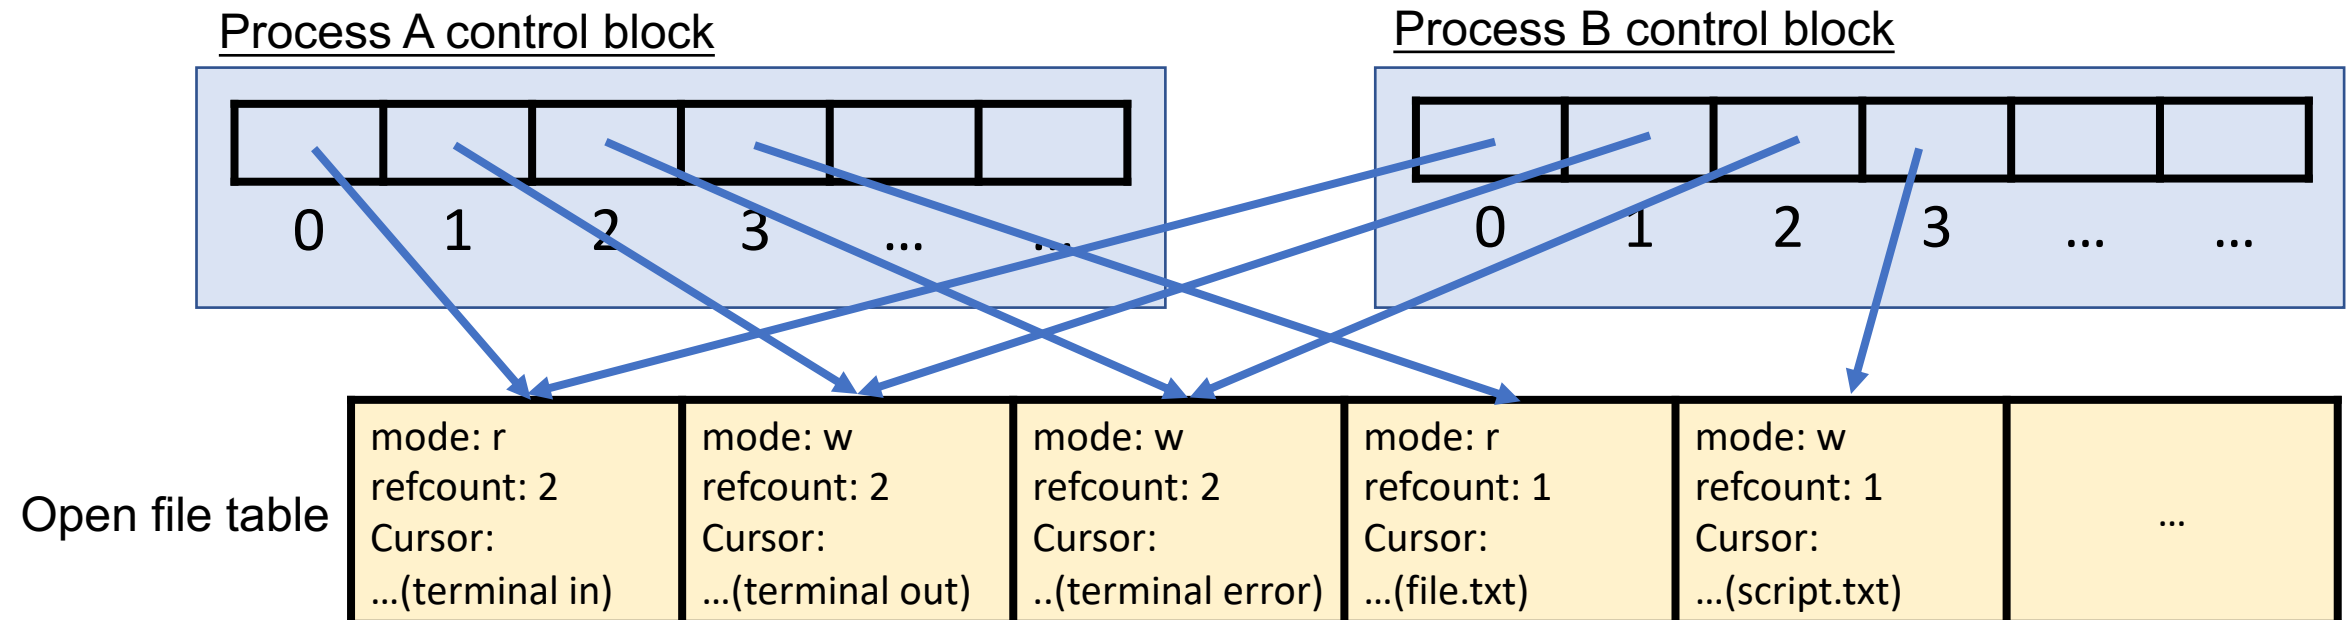 Process A control block
Process B control block
0 1 2 3 ... ...
0 1 2 3 ... ...
Open file table
mode: r
refcount: 2
Cursor:
...(terminal in)
mode: w
refcount: 2
Cursor:
...(terminal out)
mode: w
refcount: 2
Cursor:
..(terminal error)
mode: r
refcount: 1
Cursor:
...(file.txt)
mode: w
refcount: 1
Cursor:
...(script.txt)
...